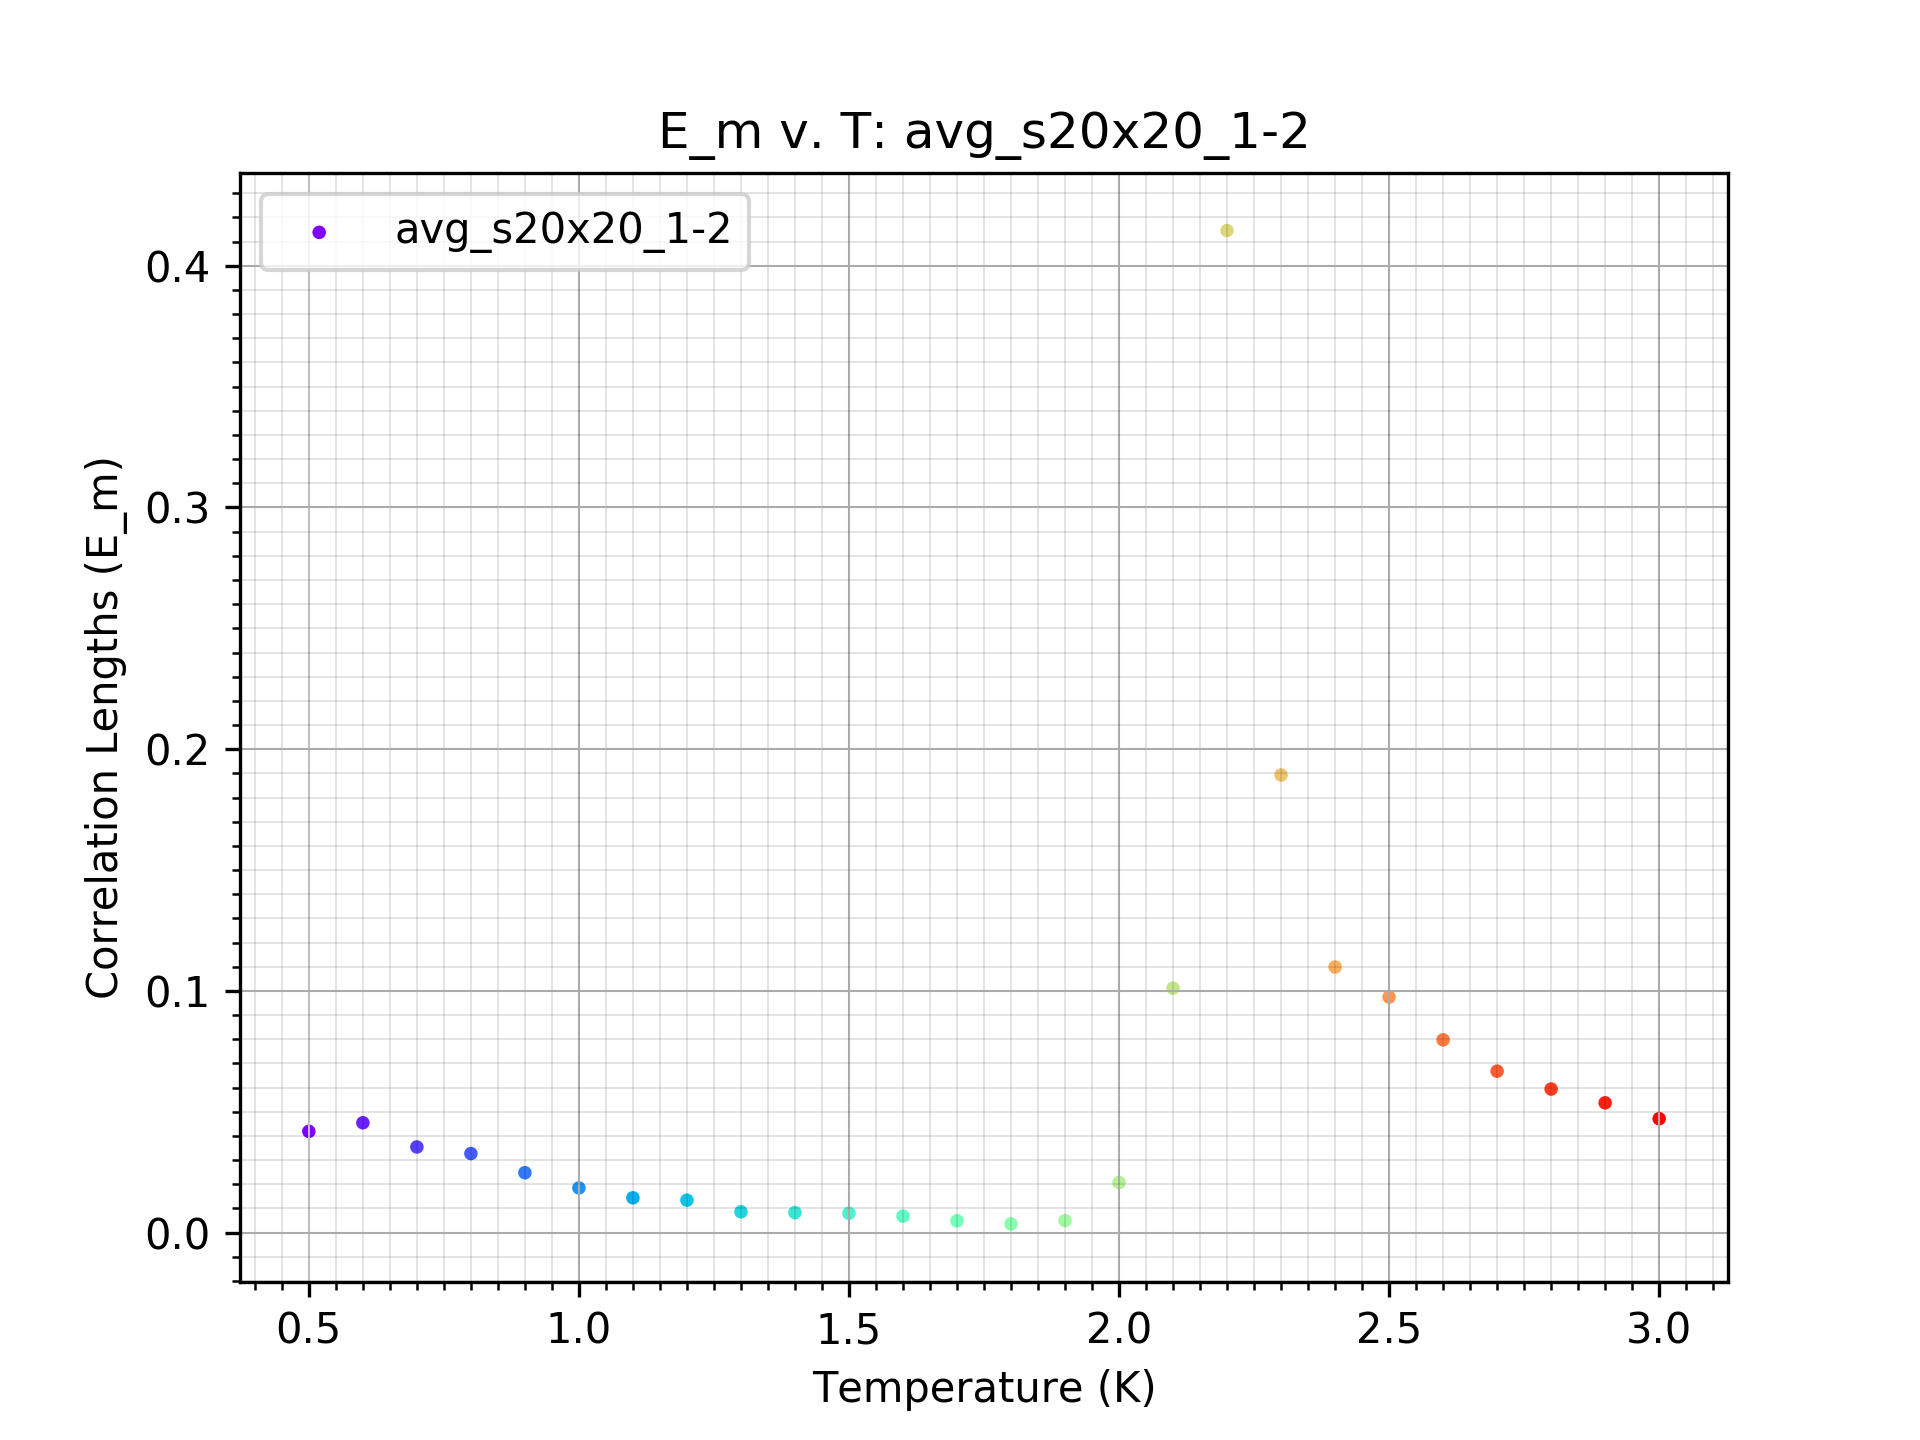 E_m v. T: avg_s20x20_1-2
avg_s20x20_1-2
Correlation Lengths (E_m)
0.4
0.3
0.2
0.1
0.0
0.5 1.0 1.5 2.0 2.5 3.0
Temperature (K)